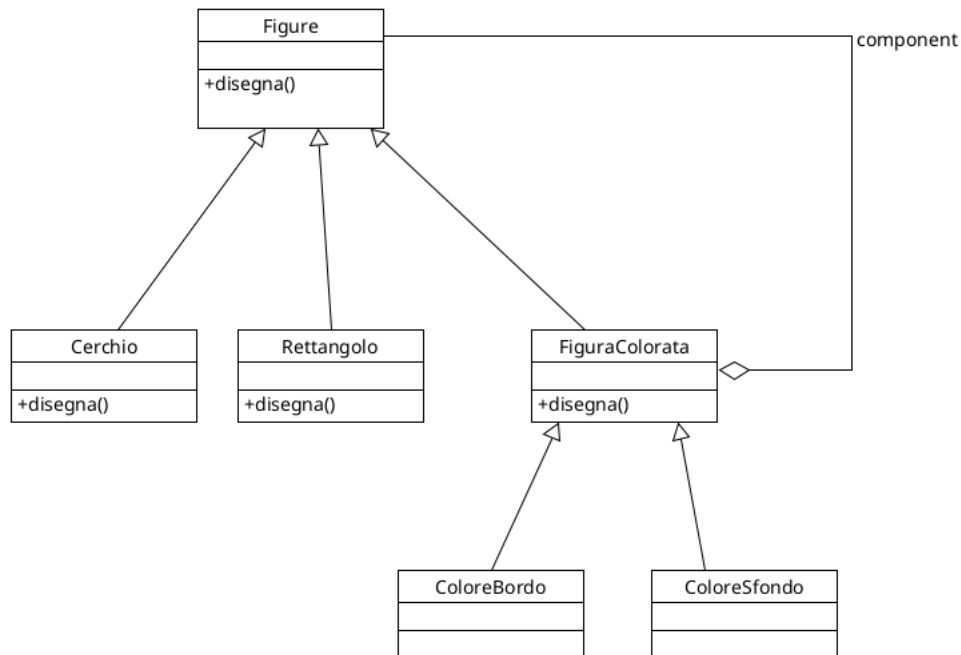 Figure
component
+disegna()
Cerchio
Rettangolo
FiguraColorata
+disegna()
+disegna()
+disegna()
ColoreBordo
ColoreSfondo